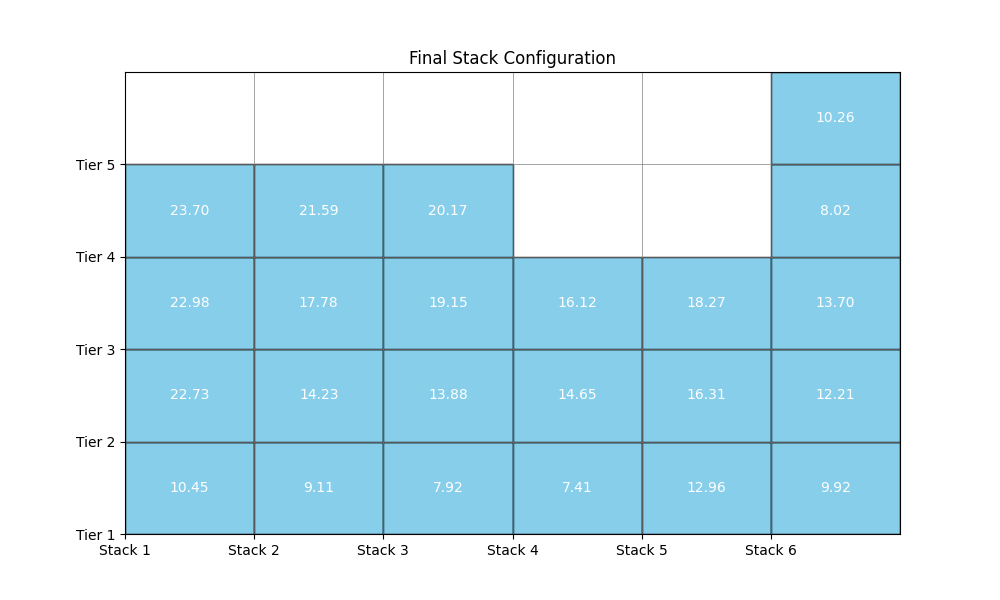 Final Stack Configuration
10.26
Tier 5
23.70 21.59 20.17 8.02
Tier 4
22.98 17.78 19.15 16.12 18.27 13.70
Tier 3
22.73 14.23 13.88 14.65 16.31 12.21
Tier 2
10.45 9.11 7.92 7.41 12.96 9.92
Tier 1
Stack 1 Stack 2 Stack 3 Stack 4 Stack 5 Stack 6